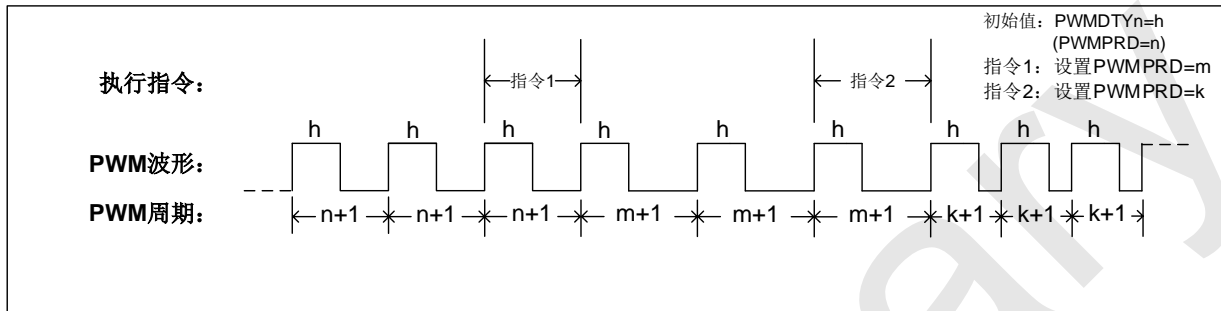 初始值：PWMDTYn=h
(PWMPRD=n)
指令1：设置PWMPRD=m
指令2：设置PWMPRD=k
执行指令：
指令1
指令2
h h h h h h h h h
PWM波形：
PWM周期：
n+1 n+1 n+1 m+1 m+1 m+1 k+1 k+1 k+1